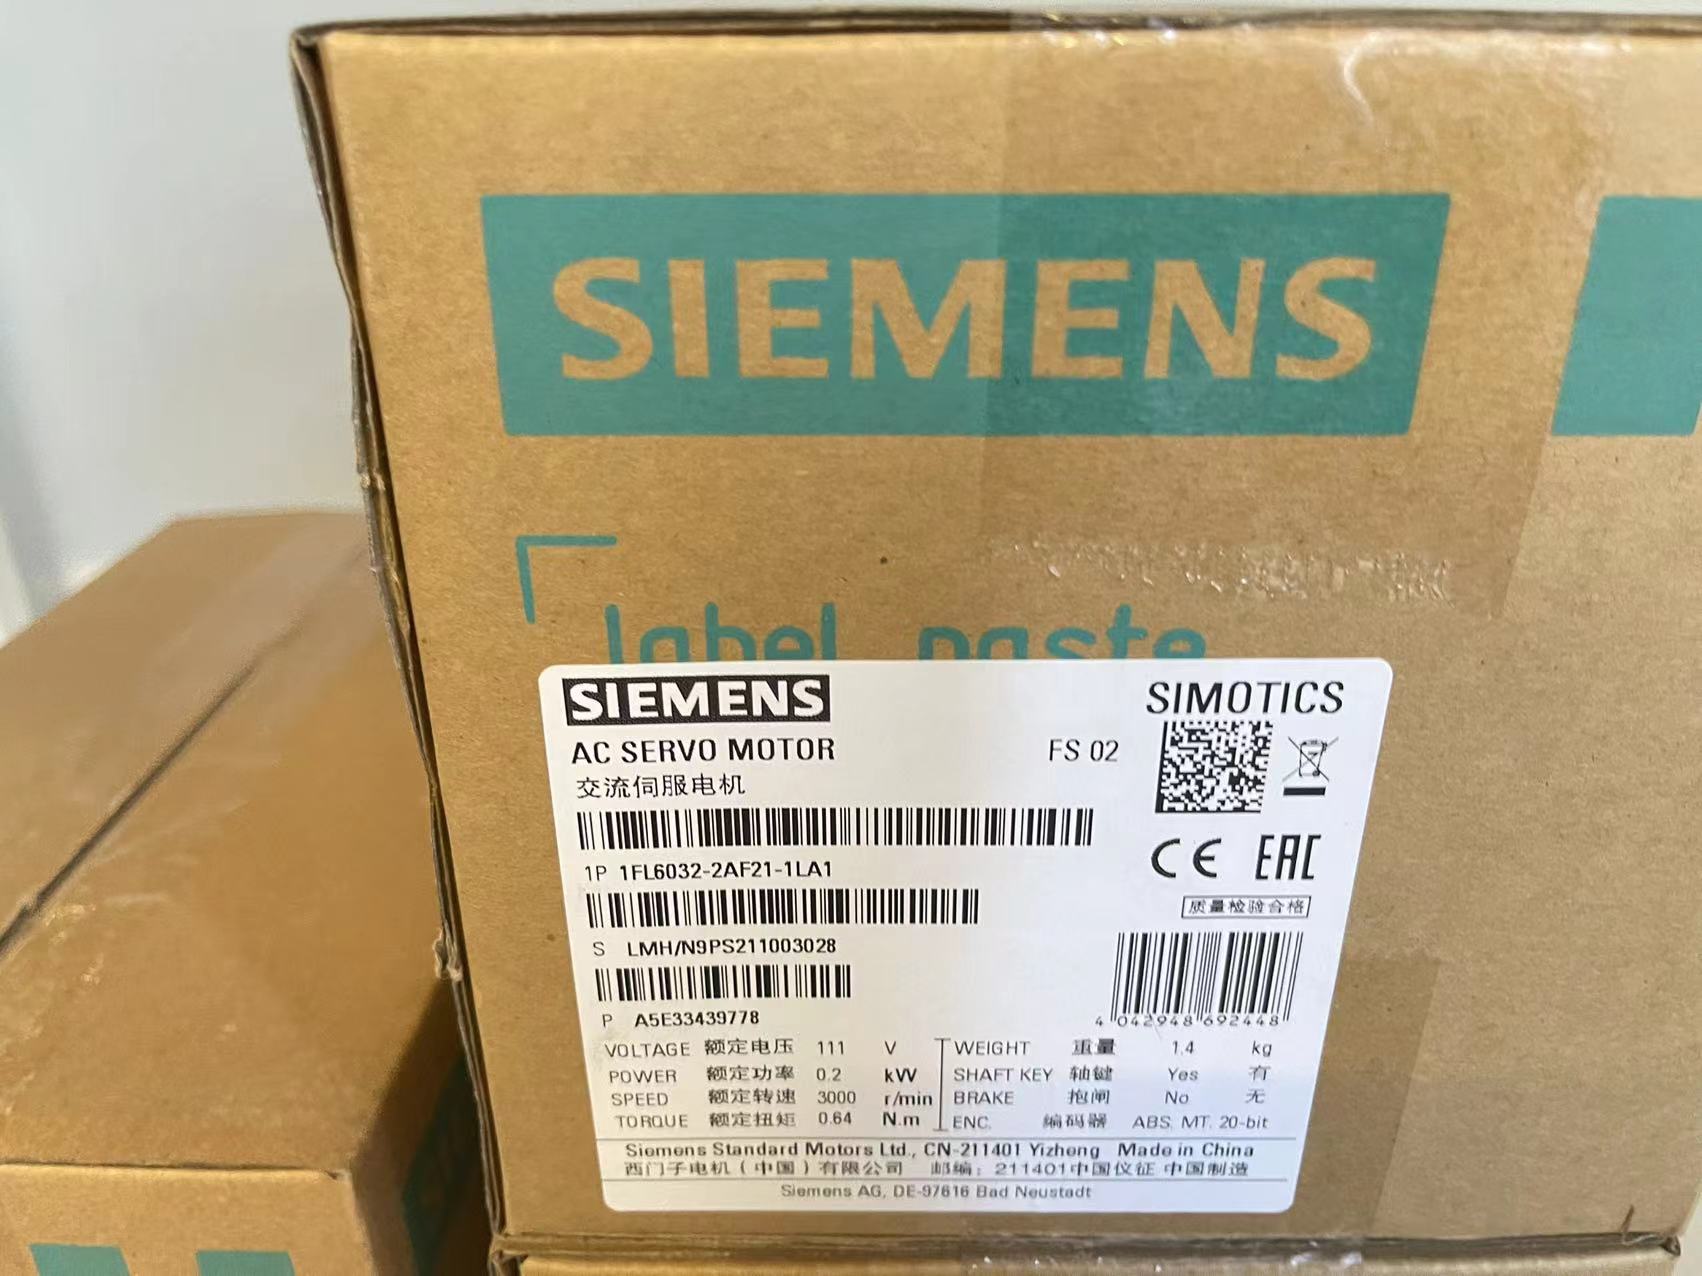 SIEMENS
label paste
SIEMENS
SIMOTICS
AC SERVO MOTOR
FS 02
交流伺服电机
1P 1FL6032-2AF21-1LA1
CE EAC
质量检验合格
S LMH/N9PS211003028
P A5E33439778
4 042948 692448
VOLTAGE 额定电压 111 V WEIGHT 重量 1.4 kg
POWER 额定功率 0.2 kW SHAFT KEY 轴键 Yes 有
SPEED 额定转速 3000 r/min BRAKE 抱闸 No 无
TORQUE 额定扭矩 0.64 N.m ENC. 编码器 ABS. MT. 20-bit
Siemens Standard Motors Ltd., CN-211401 Yizheng Made in China
西门子电机（中国）有限公司 邮编：211401中国仪征 中国制造
Siemens AG, DE-97616 Bad Neustadt